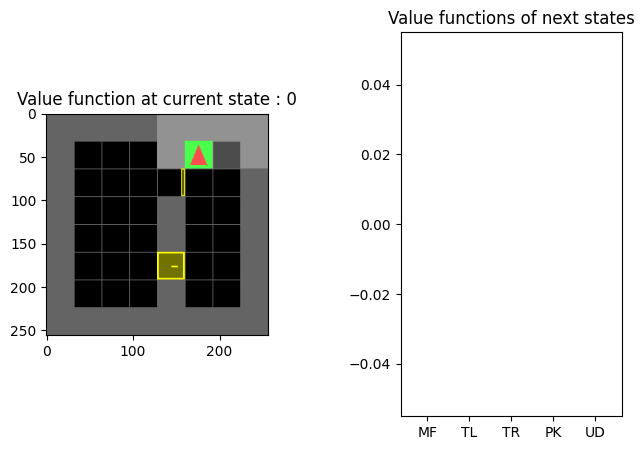 Value functions of next states
Value function at current state : 0
0
50
100
150
200
250
0
100
200
0.04
0.02
0.00
−0.02
−0.04
MF
TL
TR
PK
UD